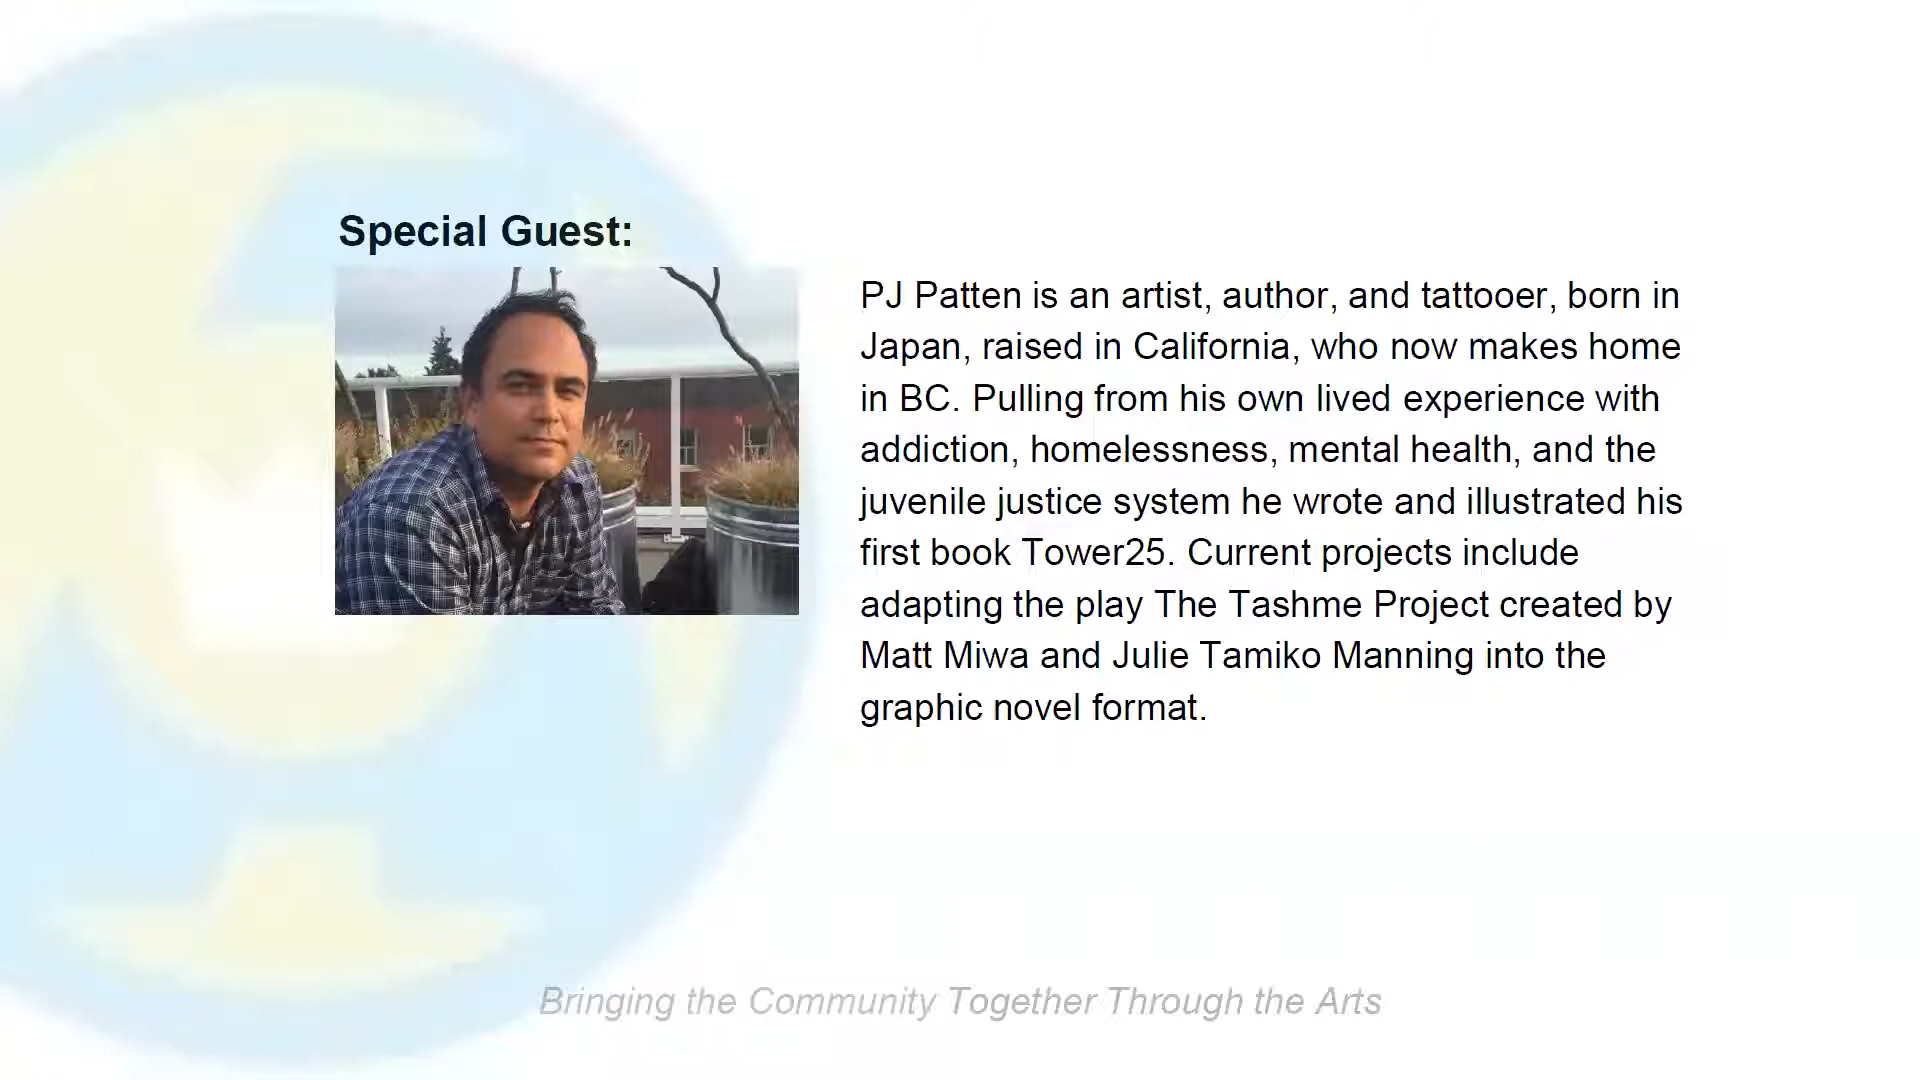 Special Guest:
PJ Patten is an artist, author, and tattooer, born in
Japan, raised in California, who now makes home
in BC. Pulling from his own lived experience with
addiction, homelessness, mental health, and the
juvenile justice system he wrote and illustrated his
first book Tower25. Current projects include
adapting the play The Tashme Project created by
Matt Miwa and Julie Tamiko Manning into the
graphic novel format.
Bringing the Community Together Through the Arts